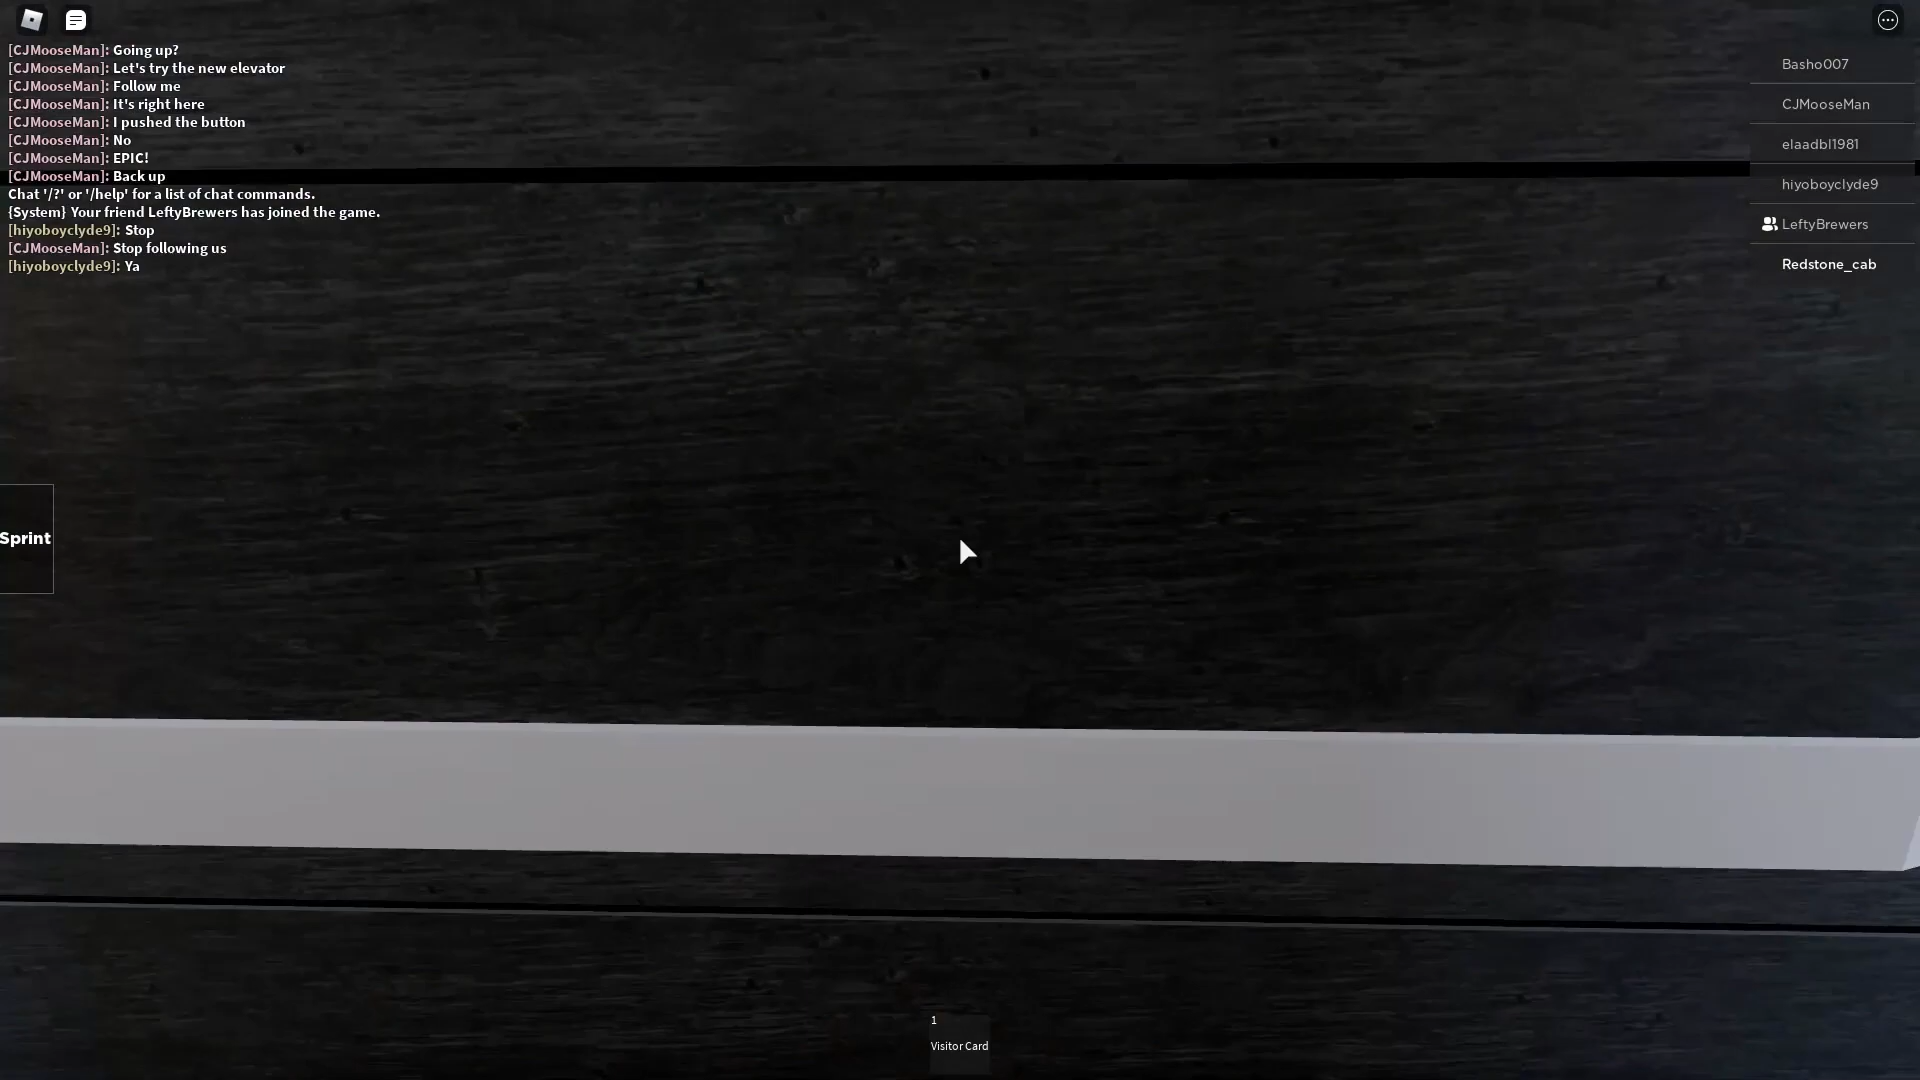 [CJMooseMan]: Going up?
[CJMooseMan]: Let's try the new elevator
[CJMooseMan]: Follow me
[CJMooseMan]: It's right here
[CJMooseMan]: I pushed the button
[CJMooseMan]: No
[CJMooseMan]: EPIC!
[CJMooseMan]: Back up
Chat '/?' or '/help' for a list of chat commands.
{System} Your friend LeftyBrewers has joined the game.
[hiyoboyclyde9]: Stop
[CJMooseMan]: Stop following us
[hiyoboyclyde9]: Ya
Basho007
CJMooseMan
elaadbl1981
hiyoboyclyde9
LeftyBrewers
Redstone_cab
Sprint
1
Visitor Card